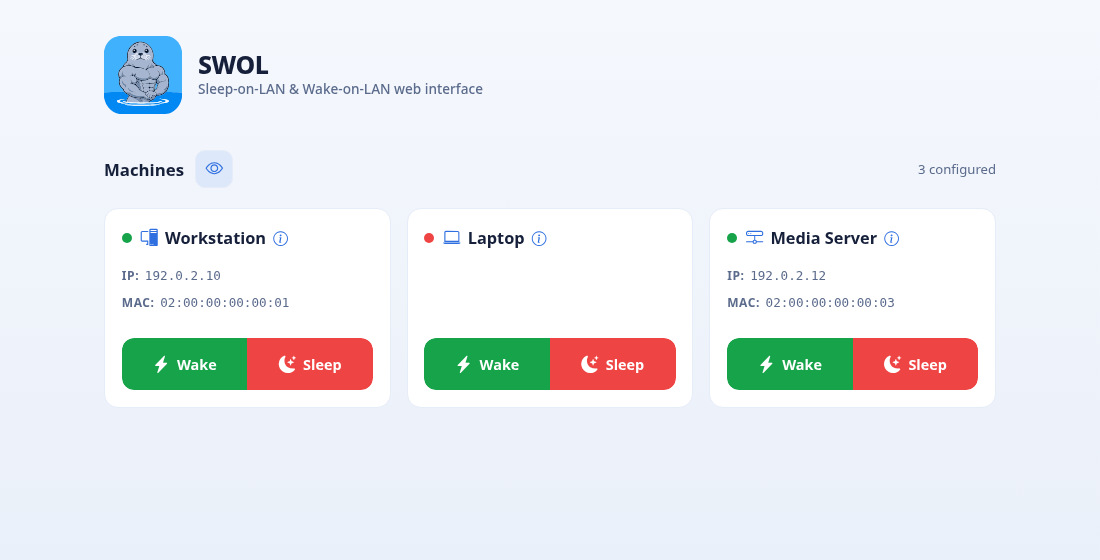 SWOL
Sleep-on-LAN & Wake-on-LAN web interface
Machines
3 configured
Workstation
IP: 192.0.2.10
MAC: 02:00:00:00:00:01
Wake
Sleep
Laptop
Wake
Sleep
Media Server
IP: 192.0.2.12
MAC: 02:00:00:00:00:03
Wake
Sleep